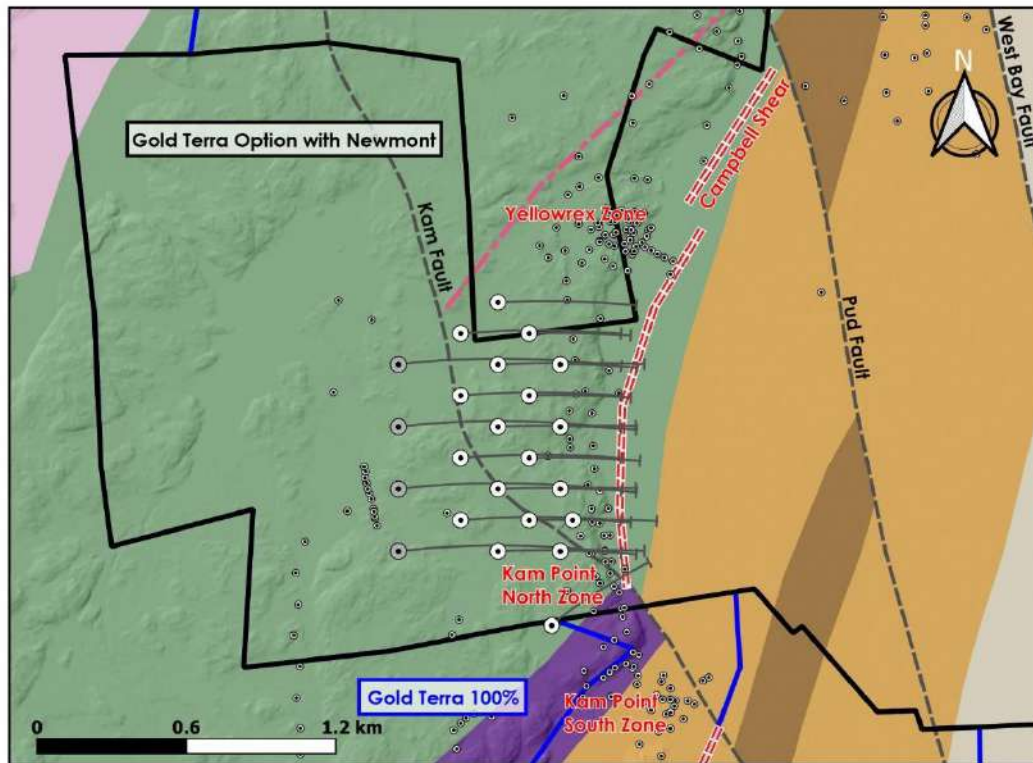 N
West Bay Fault
Gold Terra Option with Newmont
Campbell Shear
Kam Fault
Yellowrex Zone
Pud Fault
Kam Point
North Zone
Gold Terra 100%
Kam Point
South Zone
0 0.6 1.2 km